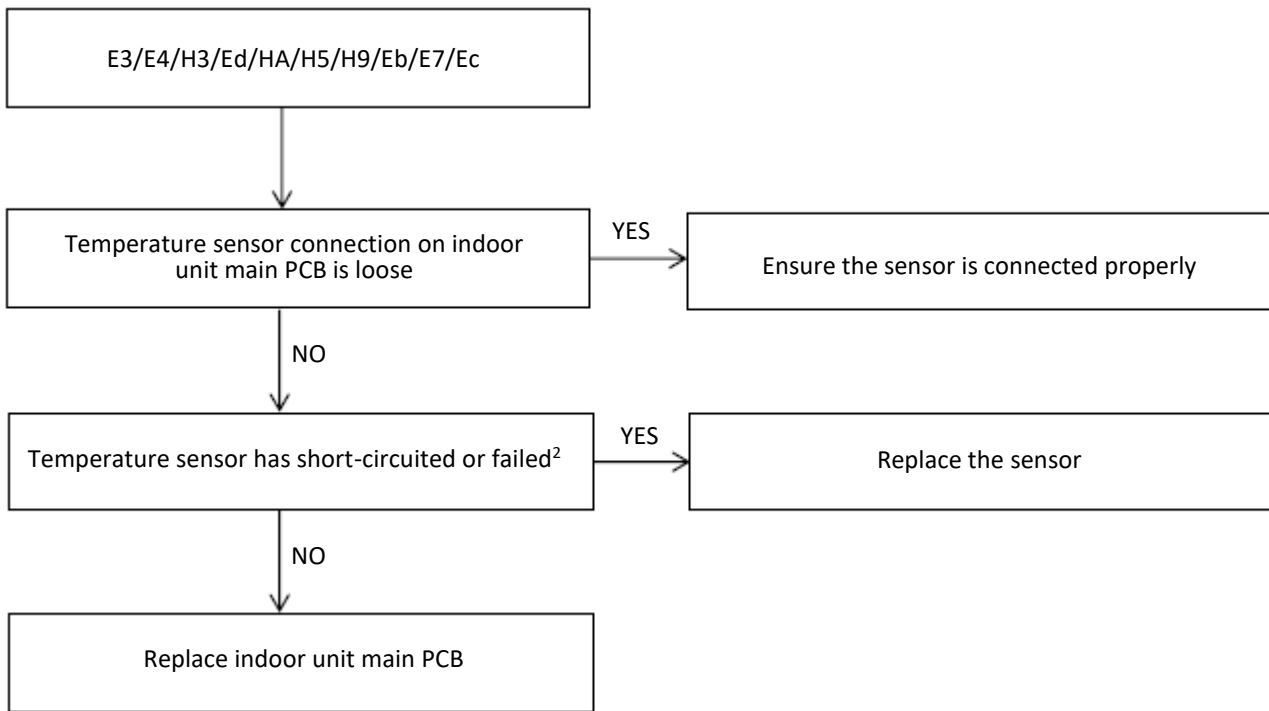 E3/E4/H3/Ed/HA/H5/H9/Eb/E7/Ec
Temperature sensor connection on indoor
unit main PCB is loose
YES
Ensure the sensor is connected properly
NO
Temperature sensor has short-circuited or failed²
YES
Replace the sensor
NO
Replace indoor unit main PCB